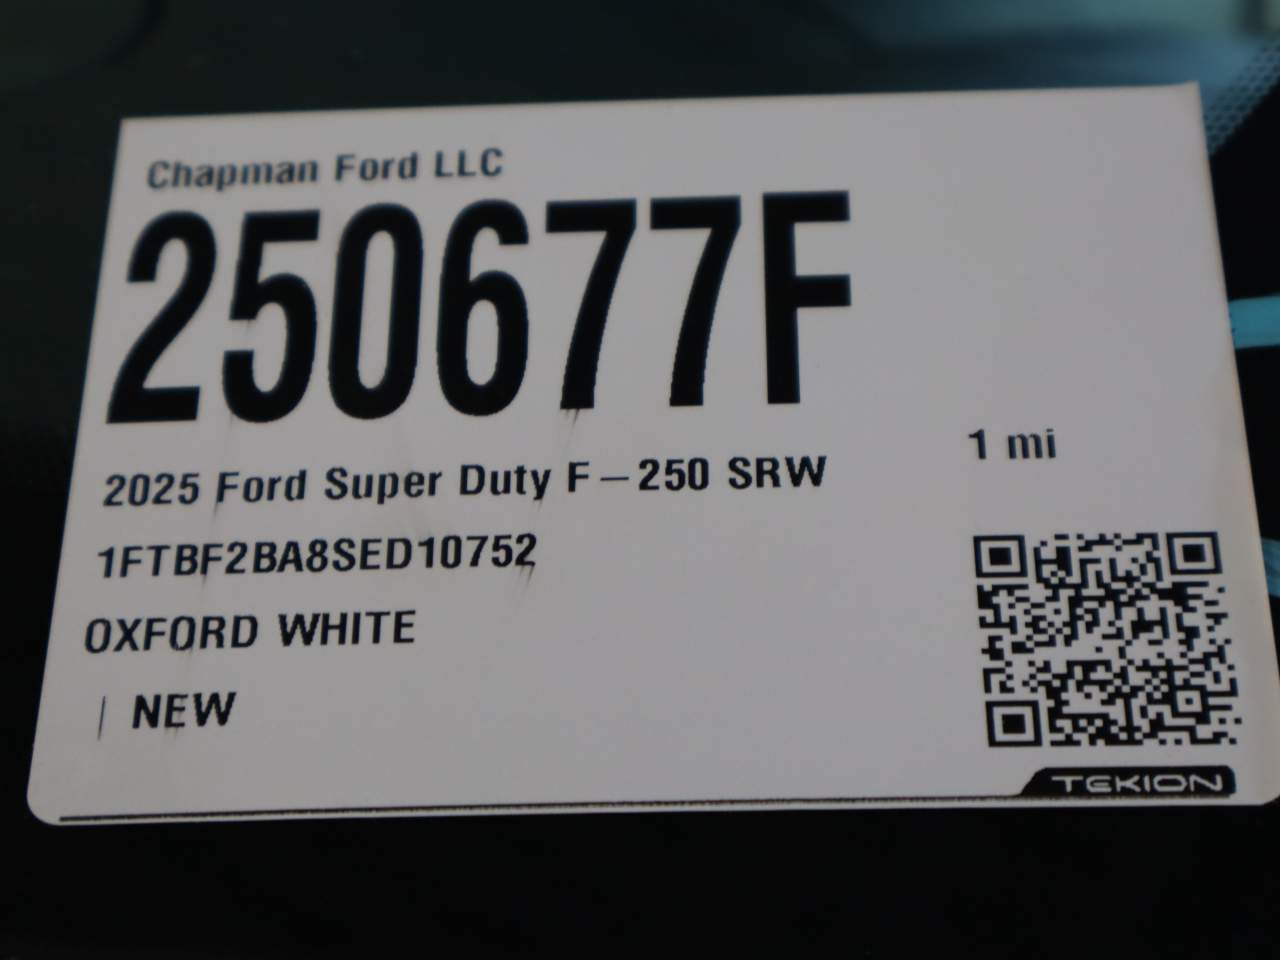 Chapman Ford LLC
250677F
2025 Ford Super Duty F-250 SRW
1 mi
1FTBF2BA8SED10752
OXFORD WHITE
| NEW
TEKION